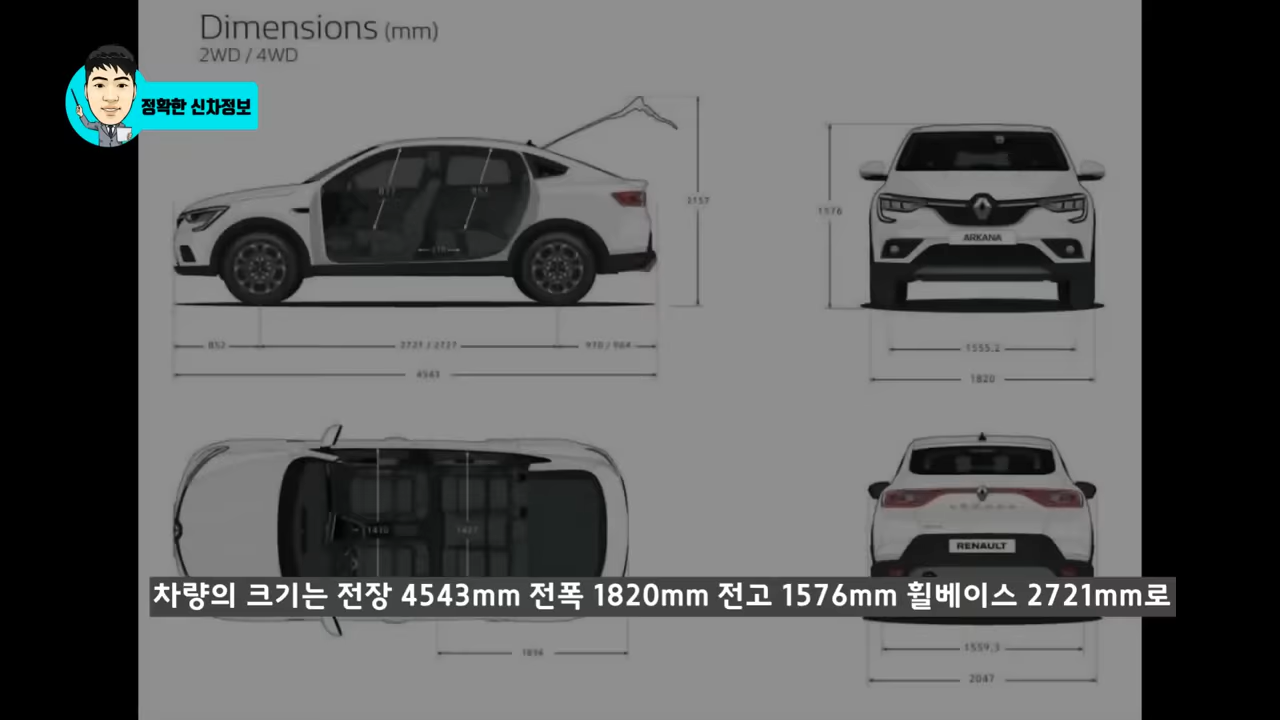 Dimensions (mm)
2WD / 4WD
정확한 신차정보
2157
1576
ARKANA
852
2721 / 2727
970 / 964
4543
1555.2
1820
RENAULT
차량의 크기는 전장 4543mm 전폭 1820mm 전고 1576mm 휠베이스 2721mm로
1559.3
2047